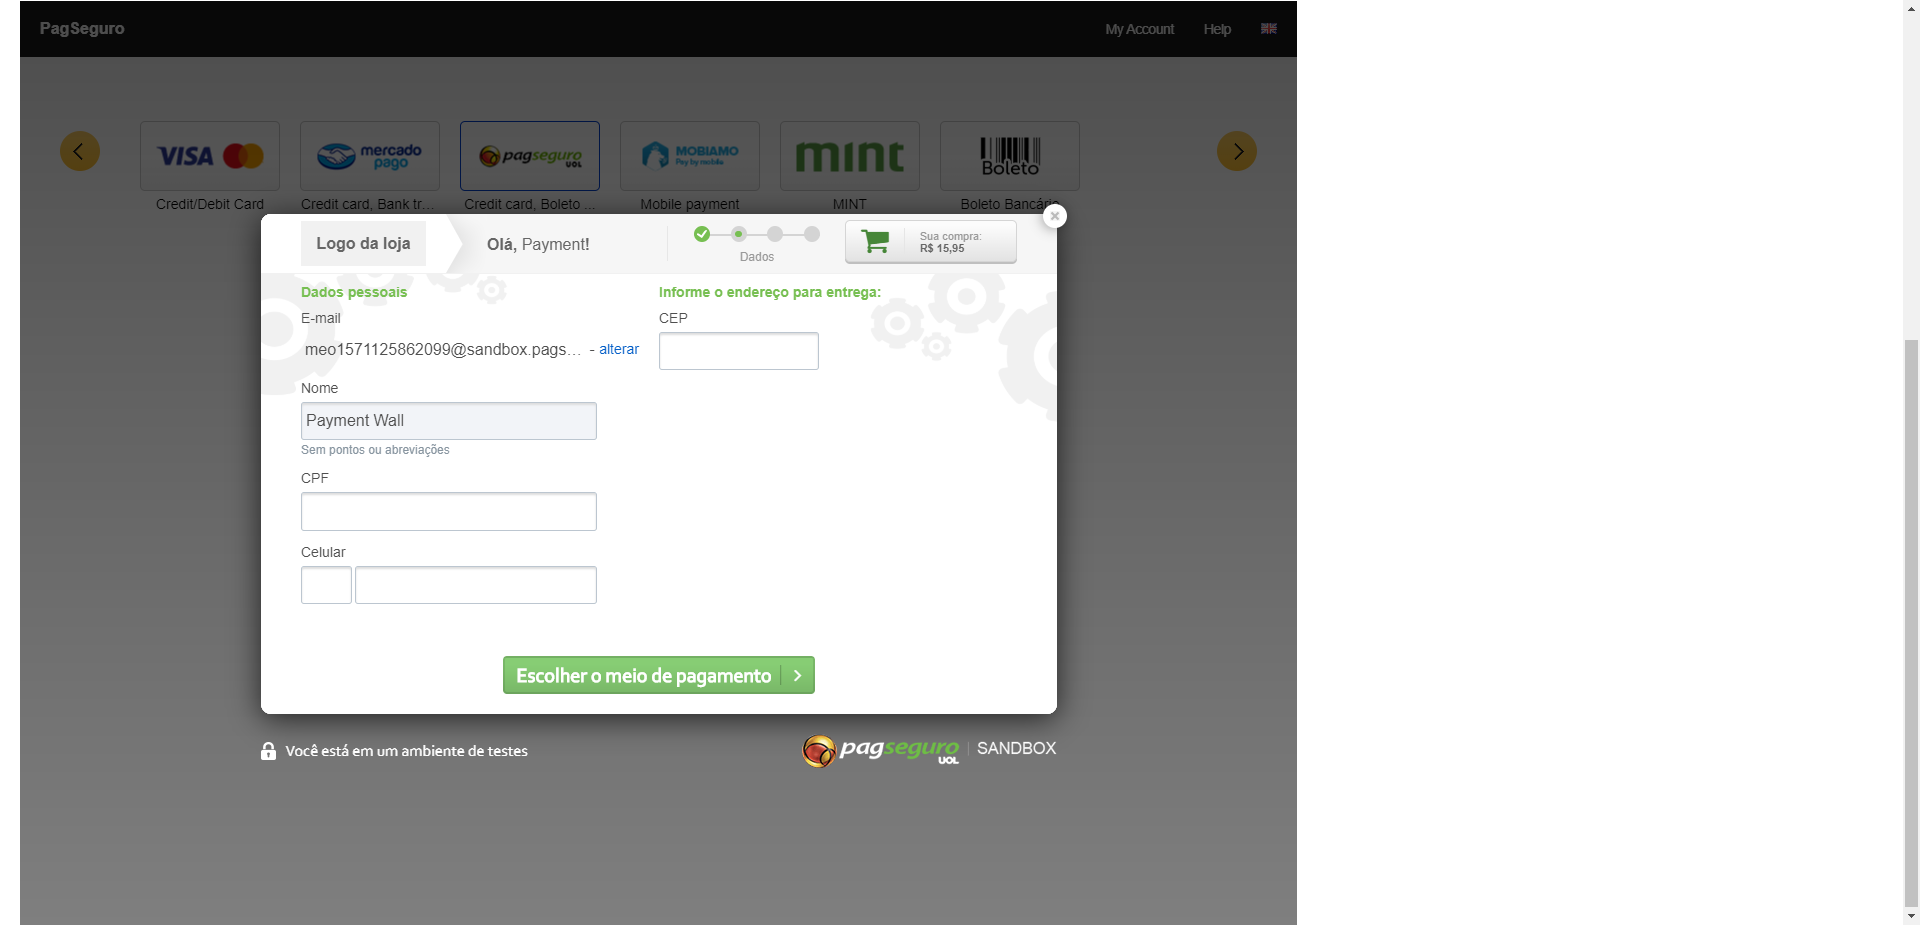 PagSeguro
My Account
Help
VISA
mercado
pago
pagseguro
UOL
MOBIAMO
Pay by mobile
mint
Boleto
Credit/Debit Card
Credit card, Bank tr...
Credit card, Boleto ...
Mobile payment
MINT
Boleto Bancário
Logo da loja
Olá, Payment!
Dados
Sua compra:
R$ 15,95
Dados pessoais
E-mail
meo1571125862099@sandbox.pags... - alterar
Nome
Payment Wall
Sem pontos ou abreviações
CPF
Celular
Informe o endereço para entrega:
CEP
Escolher o meio de pagamento
Você está em um ambiente de testes
pagseguro
UOL
SANDBOX